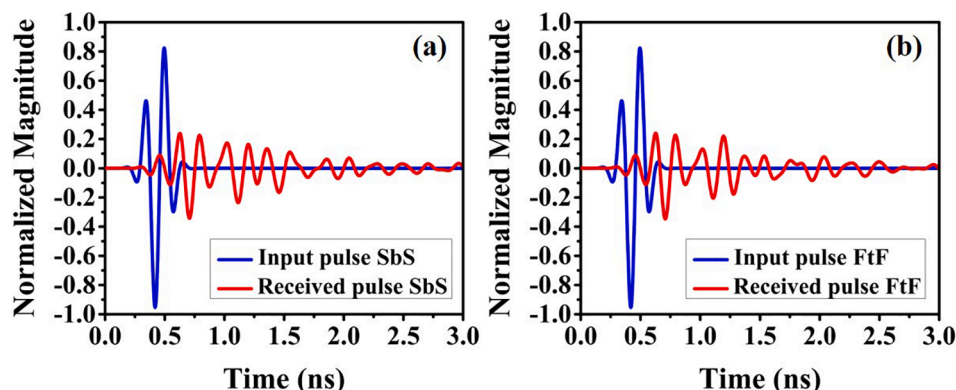 (a)
Normalized Magnitude
1.0
0.8
0.6
0.4
0.2
0.0
-0.2
-0.4
-0.6
-0.8
-1.0
Input pulse SbS
Received pulse SbS
0.0 0.5 1.0 1.5 2.0 2.5 3.0
Time (ns)
(b)
Normalized Magnitude
1.0
0.8
0.6
0.4
0.2
0.0
-0.2
-0.4
-0.6
-0.8
-1.0
Input pulse FtF
Received pulse FtF
0.0 0.5 1.0 1.5 2.0 2.5 3.0
Time (ns)